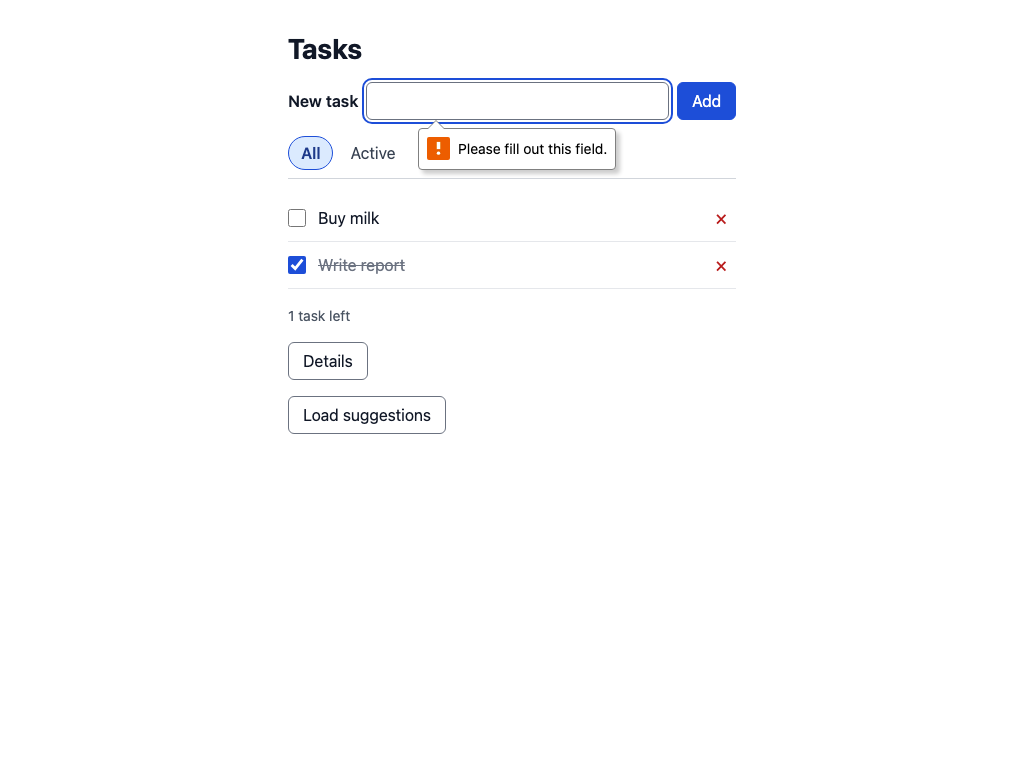 Tasks
New task Add
All Active
Please fill out this field.
Buy milk
Write report
1 task left
Details
Load suggestions